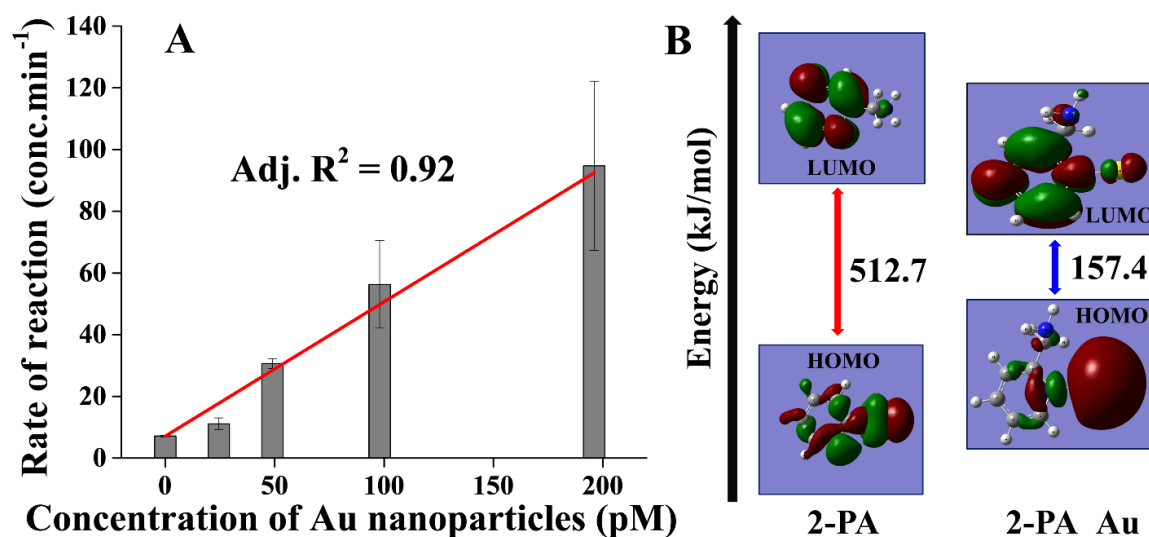 A
Adj. R² = 0.92
Rate of reaction (conc.min⁻¹)
140
120
100
80
60
40
20
0
0 50 100 150 200
Concentration of Au nanoparticles (pM)
B
Energy (kJ/mol)
LUMO
512.7
HOMO
2-PA
LUMO
157.4
HOMO
2-PA Au